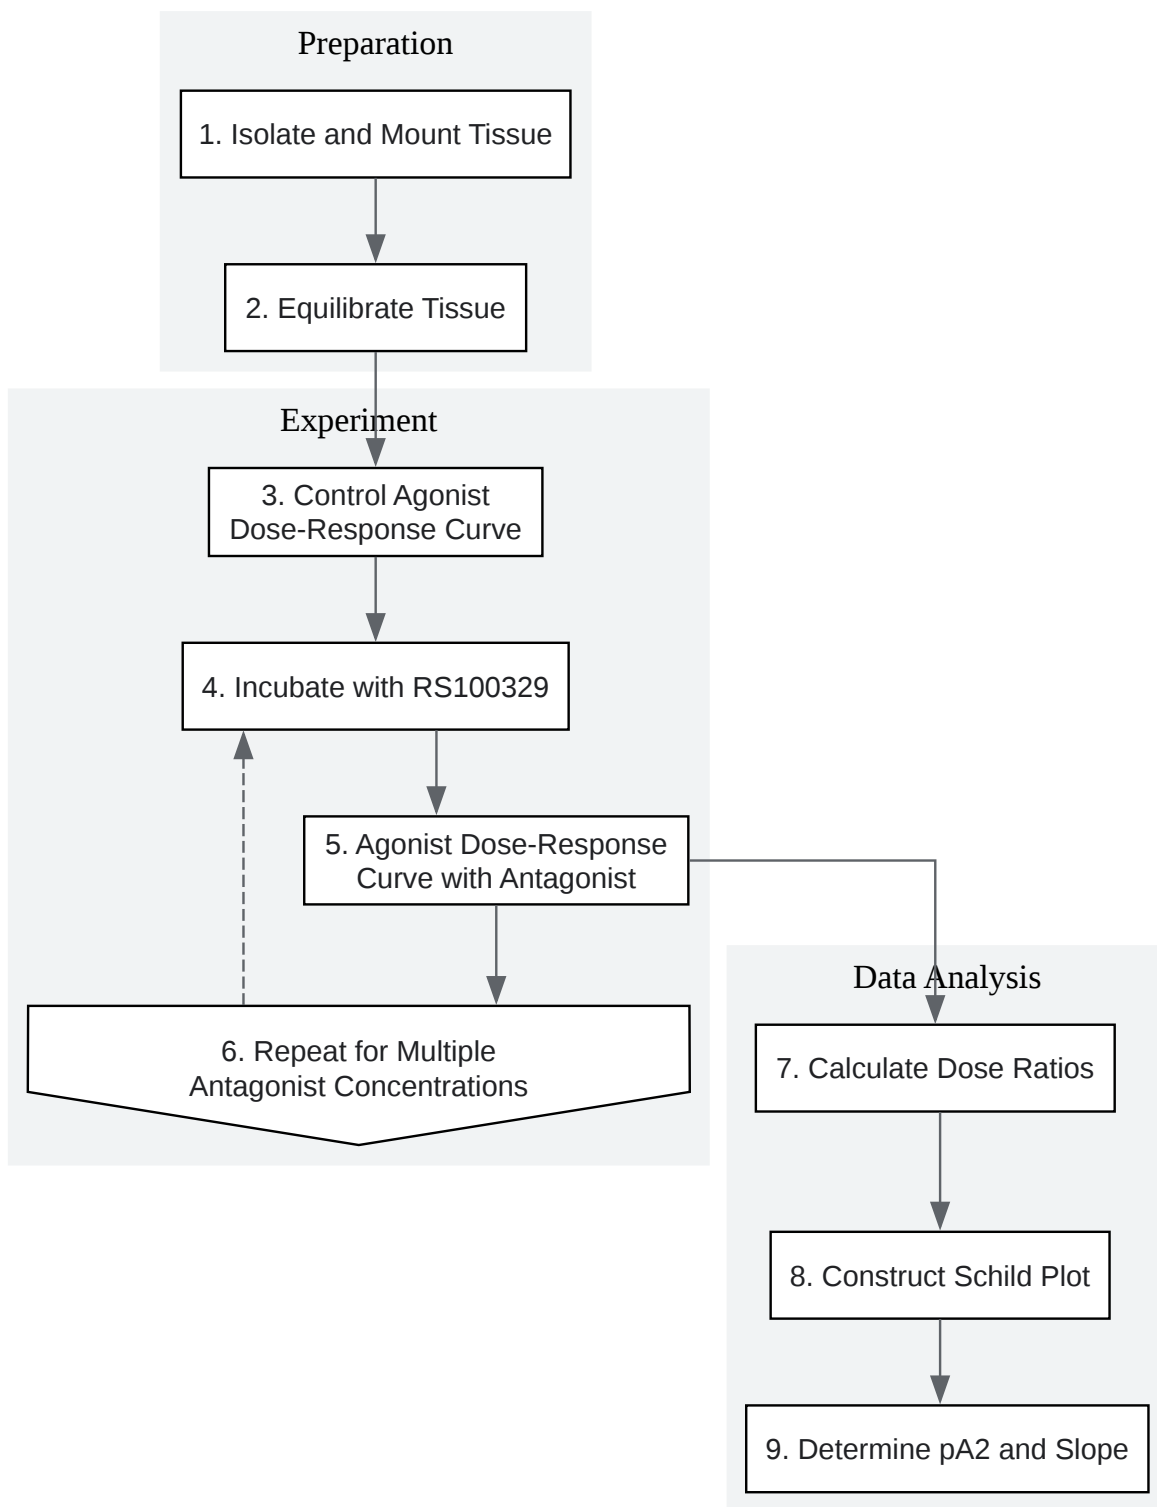 Preparation
1. Isolate and Mount Tissue
2. Equilibrate Tissue
Experiment
3. Control Agonist
Dose-Response Curve
4. Incubate with RS100329
5. Agonist Dose-Response
Curve with Antagonist
6. Repeat for Multiple
Antagonist Concentrations
Data Analysis
7. Calculate Dose Ratios
8. Construct Schild Plot
9. Determine pA2 and Slope